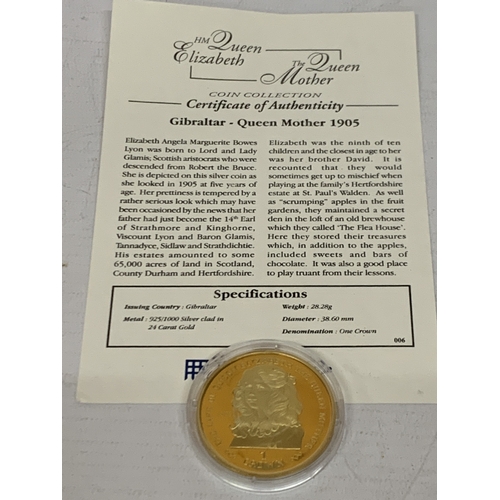 HM Queen
Elizabeth
The Queen
Mother
COIN COLLECTION
Certificate of Authenticity
Gibraltar - Queen Mother 1905
Elizabeth Angela Marguerite Bowes
Lyon was born to Lord and Lady
Glamis; Scottish aristocrats who were
descended from Robert the Bruce.
She is depicted on this silver coin as
she looked in 1905 at five years of
age. Her prettiness is tempered by a
rather serious look which may have
been occasioned by the news that her
father had just become the 14th Earl
of Strathmore and Kinghorne,
Viscount Lyon and Baron Glamis,
Tannadyce, Sidlaw and Strathdichtie.
His estates amounted to some
65,000 acres of land in Scotland,
County Durham and Hertfordshire.
Elizabeth was the ninth of ten
children and the closest in age to her
was her brother David. It is
recounted that they would
sometimes get up to mischief when
playing at the family's Hertfordshire
estate at St. Paul's Walden. As well
as "scrumping" apples in the fruit
gardens, they maintained a secret
den in the loft of an old brewhouse
which they called 'The Flea House'.
Here they stored their treasures
which, in addition to the apples,
included sweets and bars of
chocolate. It was also a good place
to play truant from their lessons.
Specifications
Issuing Country : Gibraltar
Metal : 925/1000 Silver clad in
24 Carat Gold
Weight : 28.28g
Diameter : 38.60 mm
Denomination : One Crown
006
1
CROWN